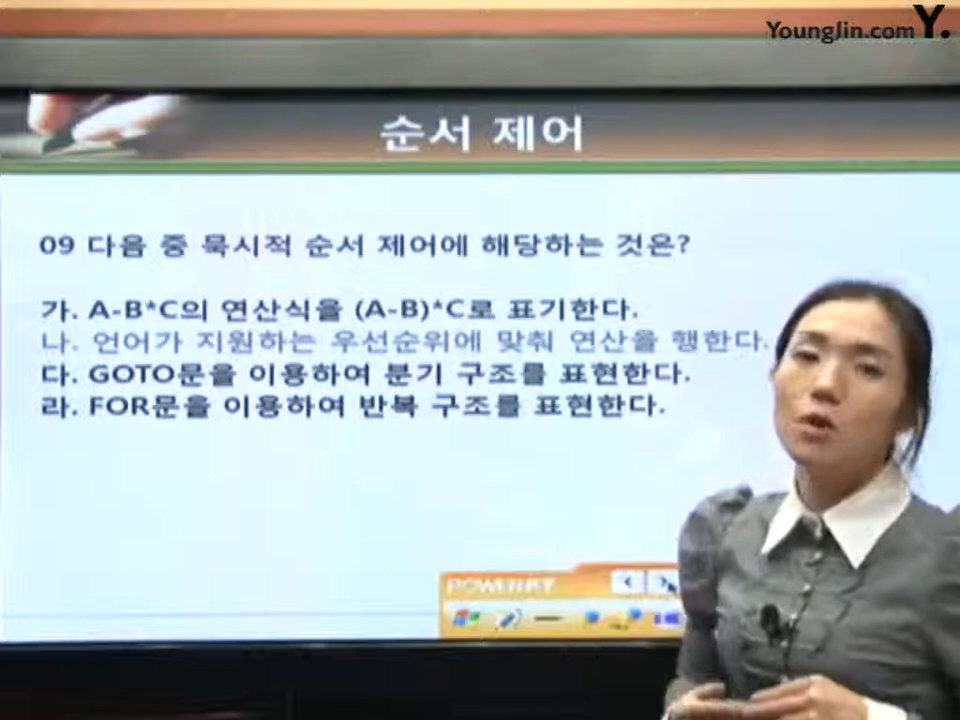 YoungJin.com Y.
순서 제어
09 다음 중 묵시적 순서 제어에 해당하는 것은?
가. A-B*C의 연산식을 (A-B)*C로 표기한다.
나. 언어가 지원하는 우선순위에 맞춰 연산을 행한다.
다. GOTO문을 이용하여 분기 구조를 표현한다.
라. FOR문을 이용하여 반복 구조를 표현한다.